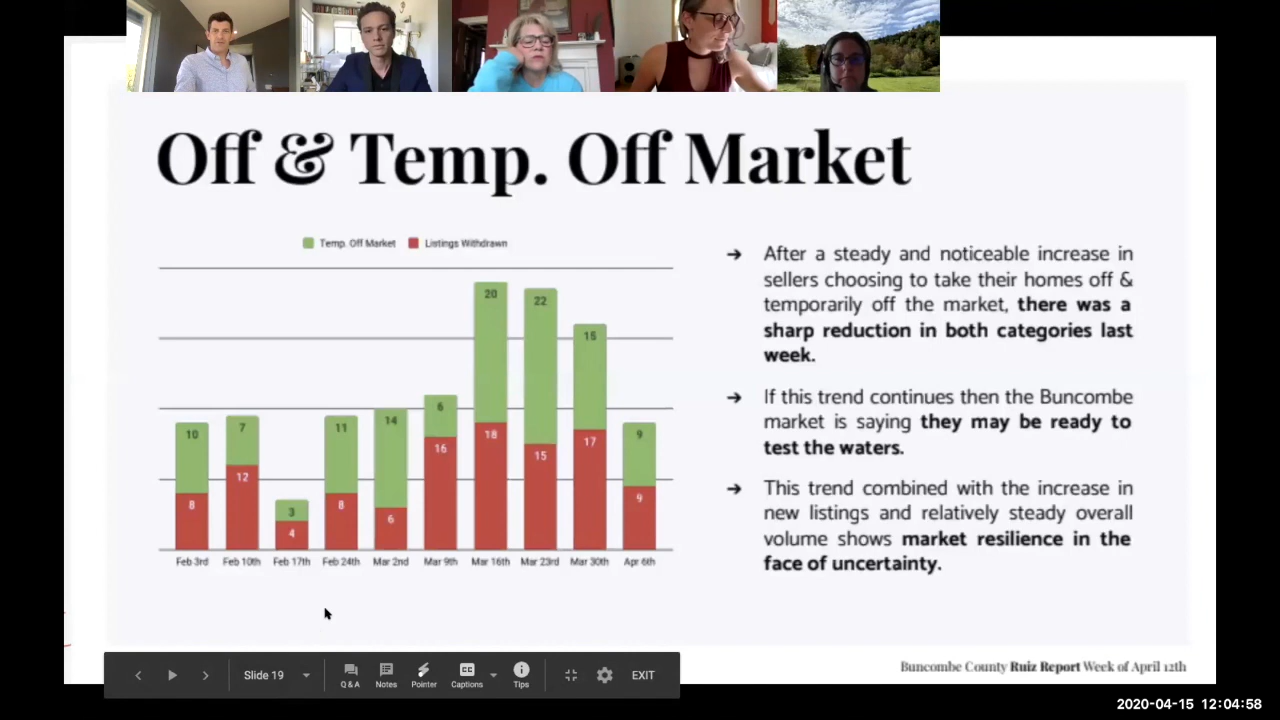 Off & Temp. Off Market
Temp. Off Market Listings Withdrawn
20
22
15
6
14
10 7 11 9
3
18
15 17
16
12
8 8 6 9
4
Feb 3rd Feb 10th Feb 17th Feb 24th Mar 2nd Mar 9th Mar 16th Mar 23rd Mar 30th Apr 6th
➔ After a steady and noticeable increase in
sellers choosing to take their homes off &
temporarily off the market, there was a
sharp reduction in both categories last
week.
➔ If this trend continues then the Buncombe
market is saying they may be ready to
test the waters.
➔ This trend combined with the increase in
new listings and relatively steady overall
volume shows market resilience in the
face of uncertainty.
Buncombe County Ruiz Report Week of April 12th
Slide 19 Q & A Notes Pointer CC Captions Tips EXIT
2020-04-15 12:04:58